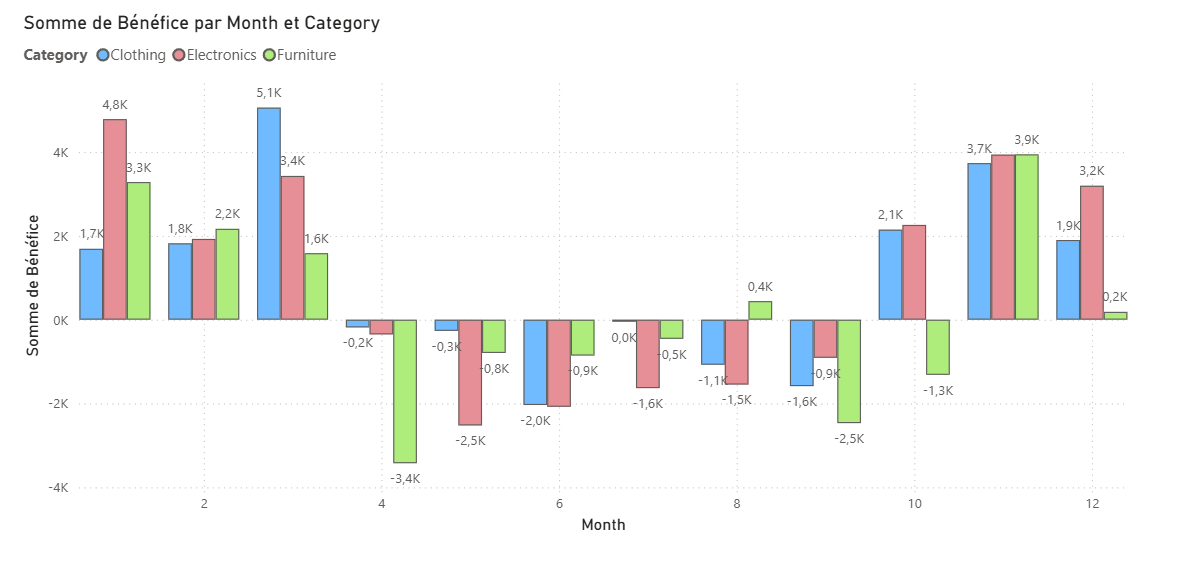 Somme de Bénéfice par Month et Category
Category Clothing Electronics Furniture
Somme de Bénéfice
4K
2K
0K
-2K
-4K
1,7K
4,8K
3,3K
1,8K
2,2K
5,1K
3,4K
1,6K
-0,2K
-3,4K
-0,3K
-2,5K
-0,8K
-2,0K
-0,9K
0,0K
-1,6K
-0,5K
-1,1K
-1,5K
0,4K
-1,6K
-0,9K
-2,5K
2,1K
-1,3K
3,7K
3,9K
1,9K
3,2K
0,2K
2 4 6 8 10 12
Month